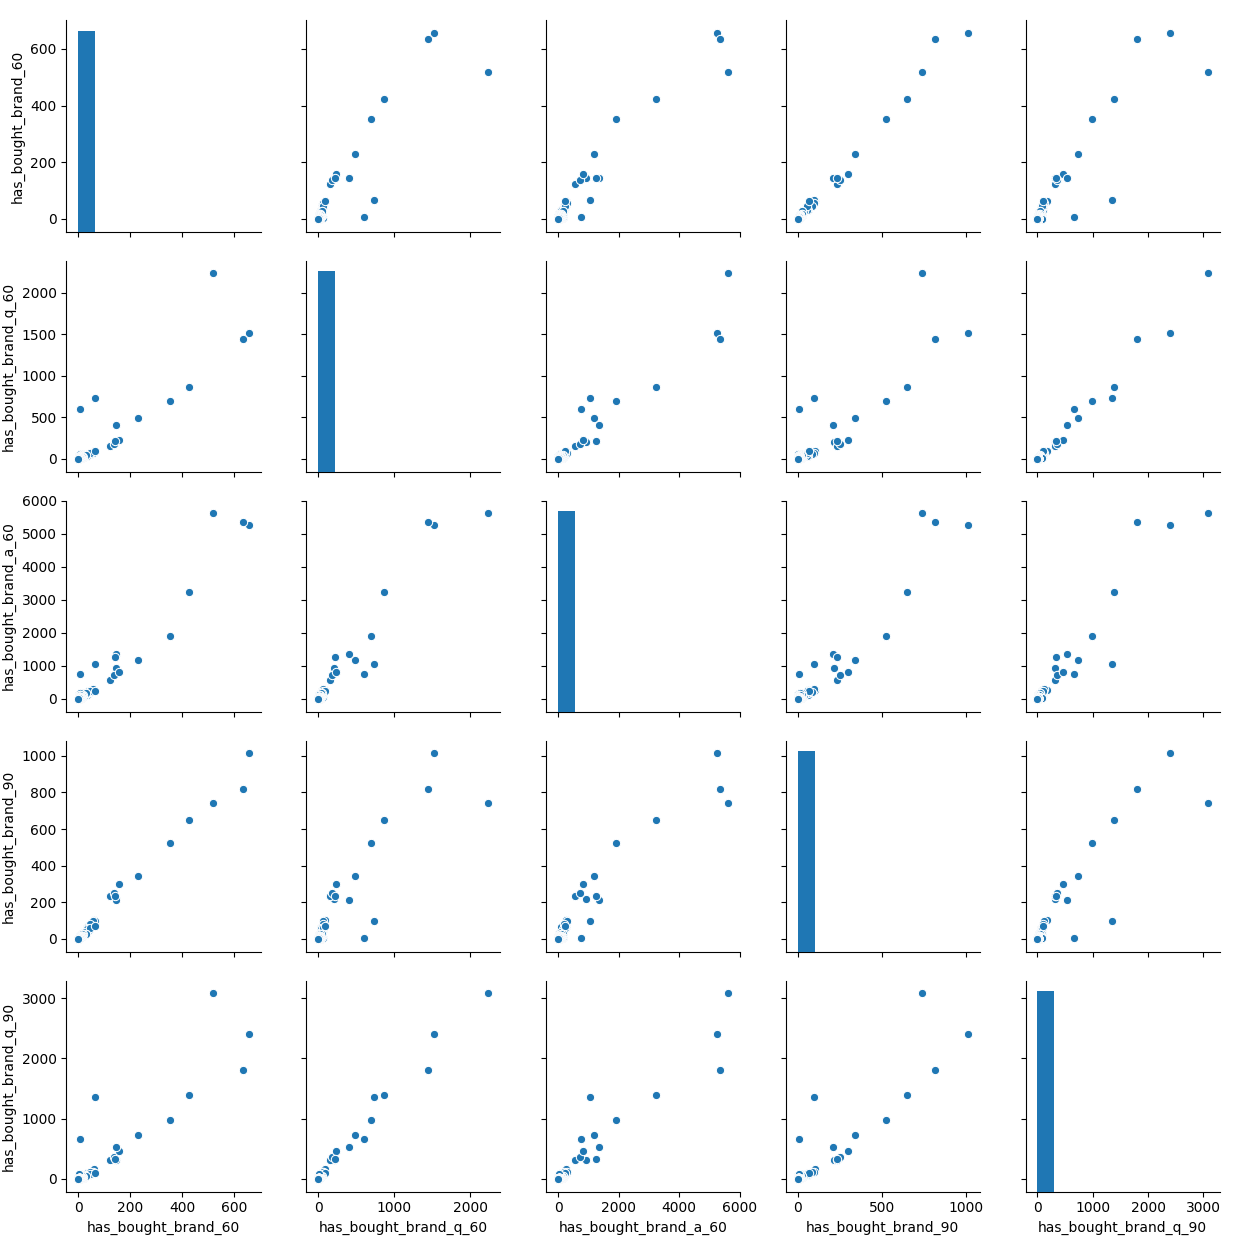 has_bought_brand_60
600
400
200
0
has_bought_brand_q_60
2000
1500
1000
500
0
has_bought_brand_a_60
6000
5000
4000
3000
2000
1000
0
has_bought_brand_90
1000
800
600
400
200
0
has_bought_brand_q_90
3000
2000
1000
0
0 200 400 600
0 1000 2000
0 2000 4000 6000
0 500 1000
0 1000 2000 3000
has_bought_brand_60
has_bought_brand_q_60
has_bought_brand_a_60
has_bought_brand_90
has_bought_brand_q_90